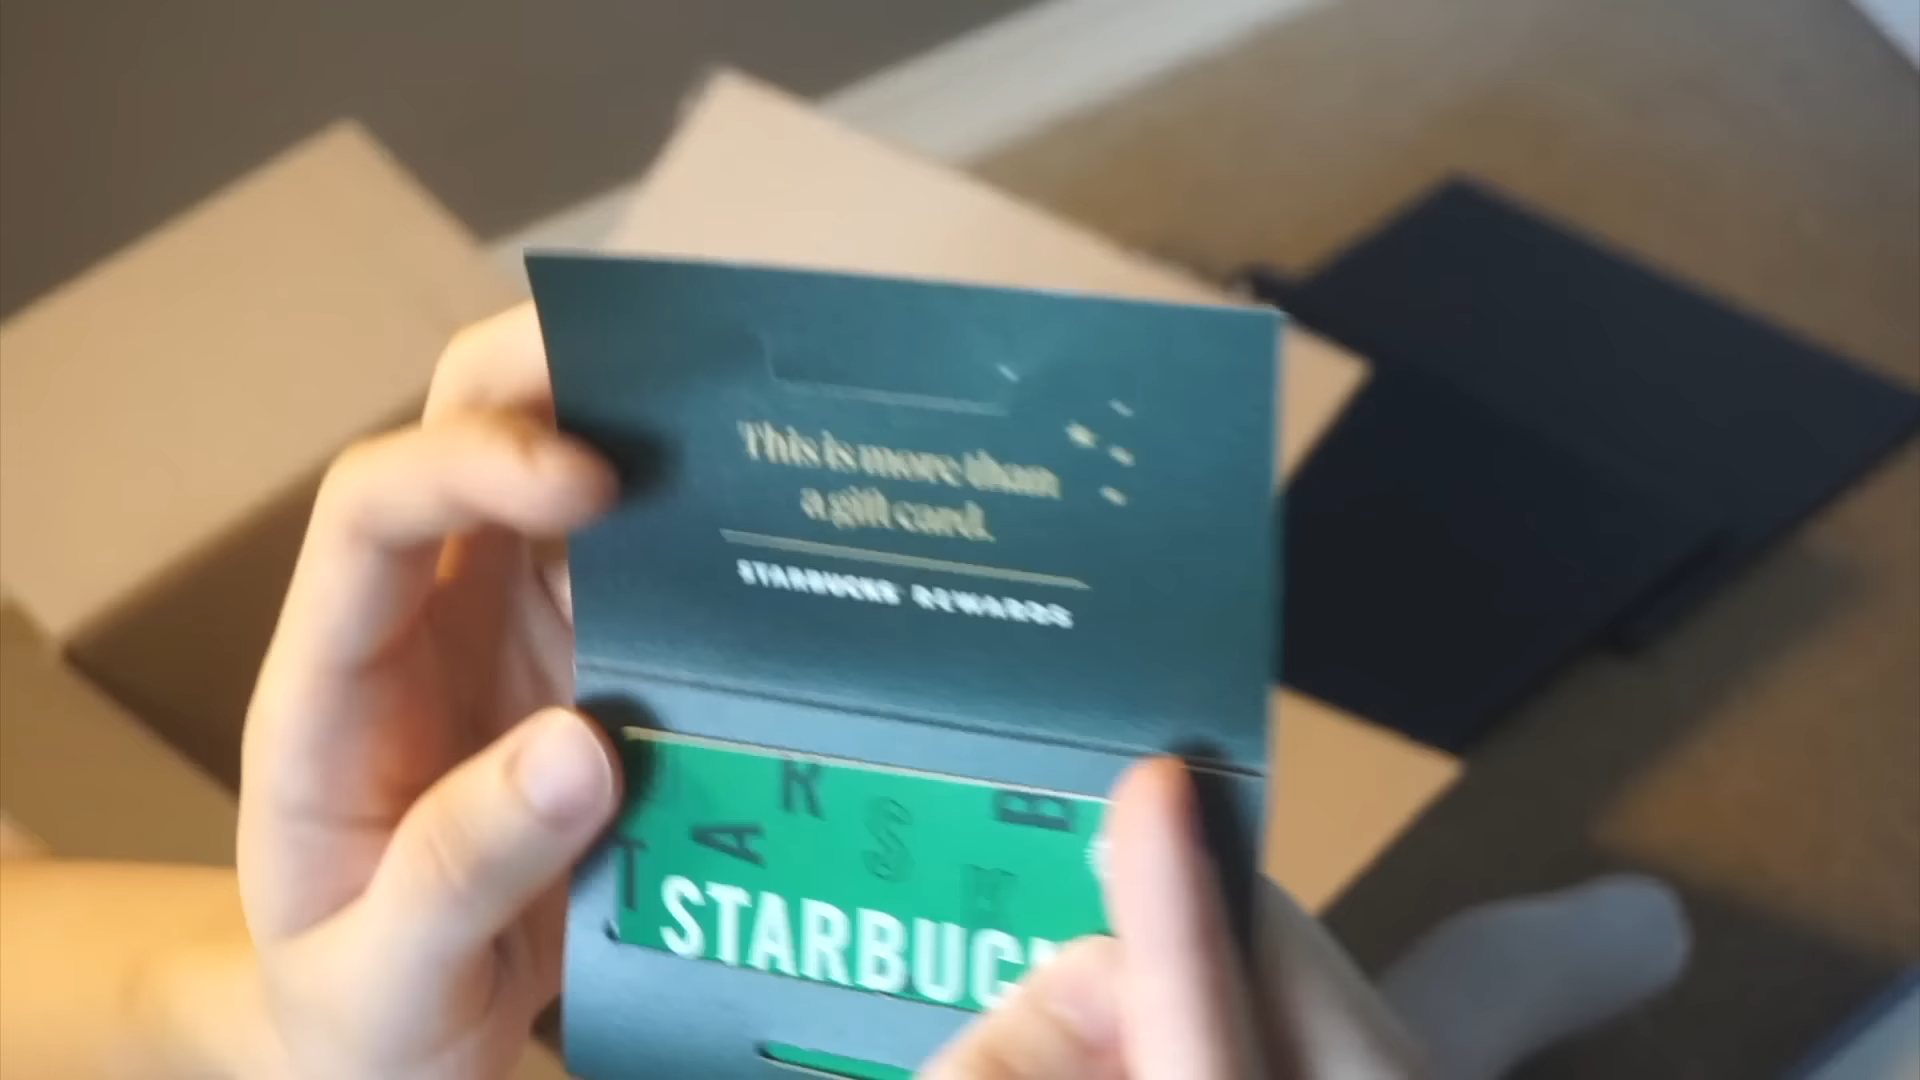 This is more than
a gift card.
STARBUCKS REWARDS
R
B
A
S
T
STARBUC